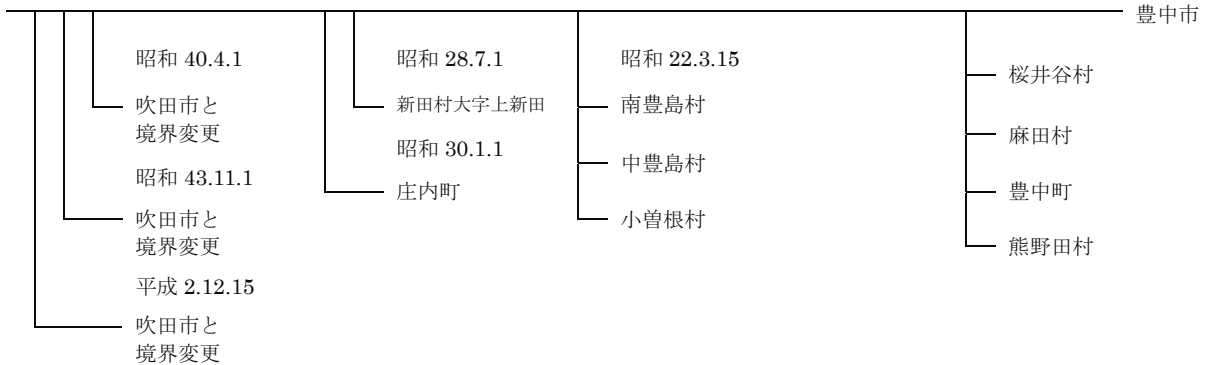 豊中市
昭和 40.4.1
吹田市と
境界変更
昭和 43.11.1
吹田市と
境界変更
平成 2.12.15
吹田市と
境界変更
昭和 28.7.1
新田村大字上新田
昭和 30.1.1
庄内町
昭和 22.3.15
南豊島村
中豊島村
小曽根村
桜井谷村
麻田村
豊中町
熊野田村